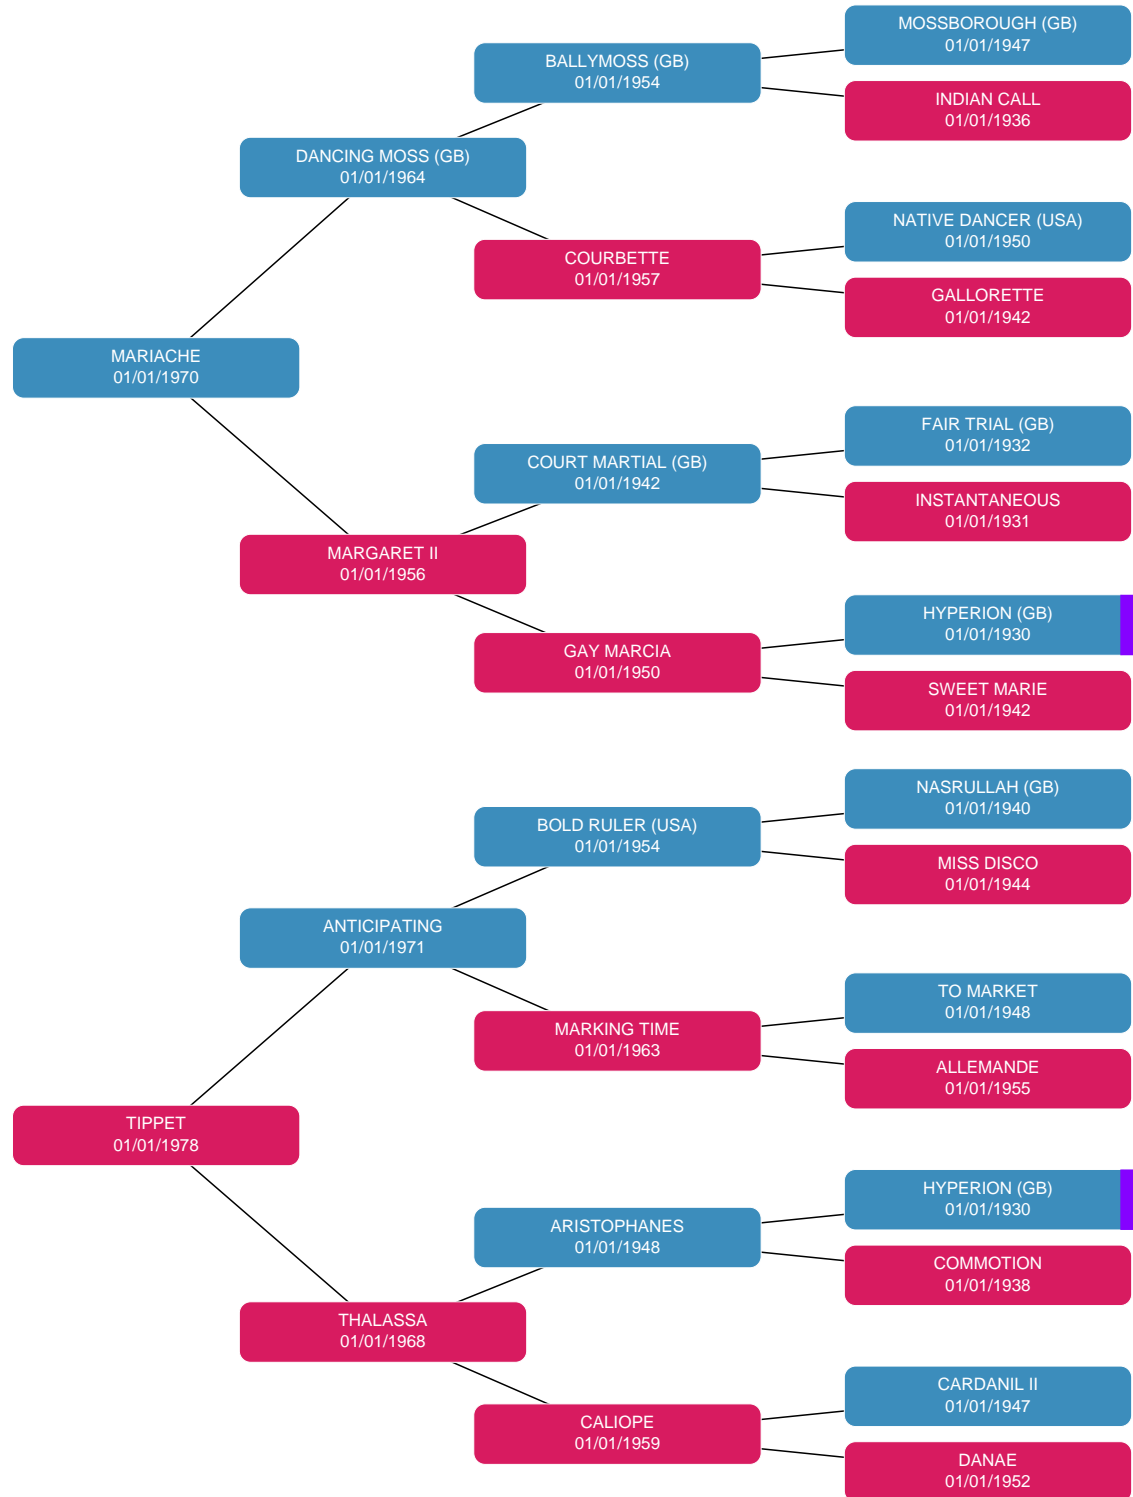 MOSSBOROUGH (GB)
01/01/1947
BALLYMOSS (GB)
01/01/1954
INDIAN CALL
01/01/1936
DANCING MOSS (GB)
01/01/1964
NATIVE DANCER (USA)
01/01/1950
COURBETTE
01/01/1957
GALLORETTE
01/01/1942
MARIACHE
01/01/1970
FAIR TRIAL (GB)
01/01/1932
COURT MARTIAL (GB)
01/01/1942
INSTANTANEOUS
01/01/1931
MARGARET II
01/01/1956
HYPERION (GB)
01/01/1930
GAY MARCIA
01/01/1950
SWEET MARIE
01/01/1942
NASRULLAH (GB)
01/01/1940
BOLD RULER (USA)
01/01/1954
MISS DISCO
01/01/1944
ANTICIPATING
01/01/1971
TO MARKET
01/01/1948
MARKING TIME
01/01/1963
ALLEMANDE
01/01/1955
TIPPET
01/01/1978
HYPERION (GB)
01/01/1930
ARISTOPHANES
01/01/1948
COMMOTION
01/01/1938
THALASSA
01/01/1968
CARDANIL II
01/01/1947
CALIOPE
01/01/1959
DANAE
01/01/1952